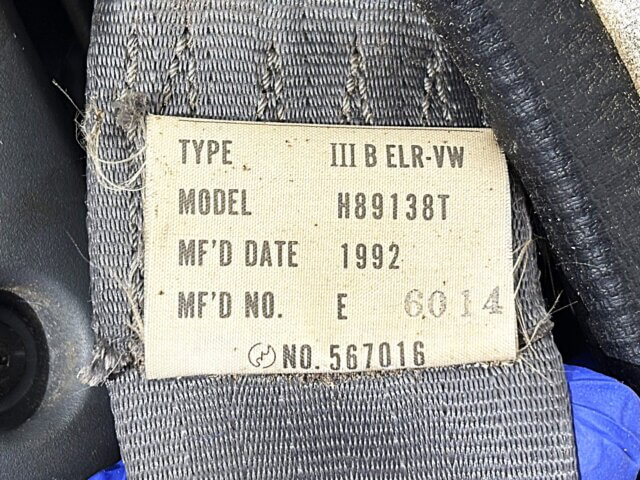 TYPE III B ELR-VW
MODEL H89138T
MF'D DATE 1992
MF'D NO. E 6014
NO. 567016